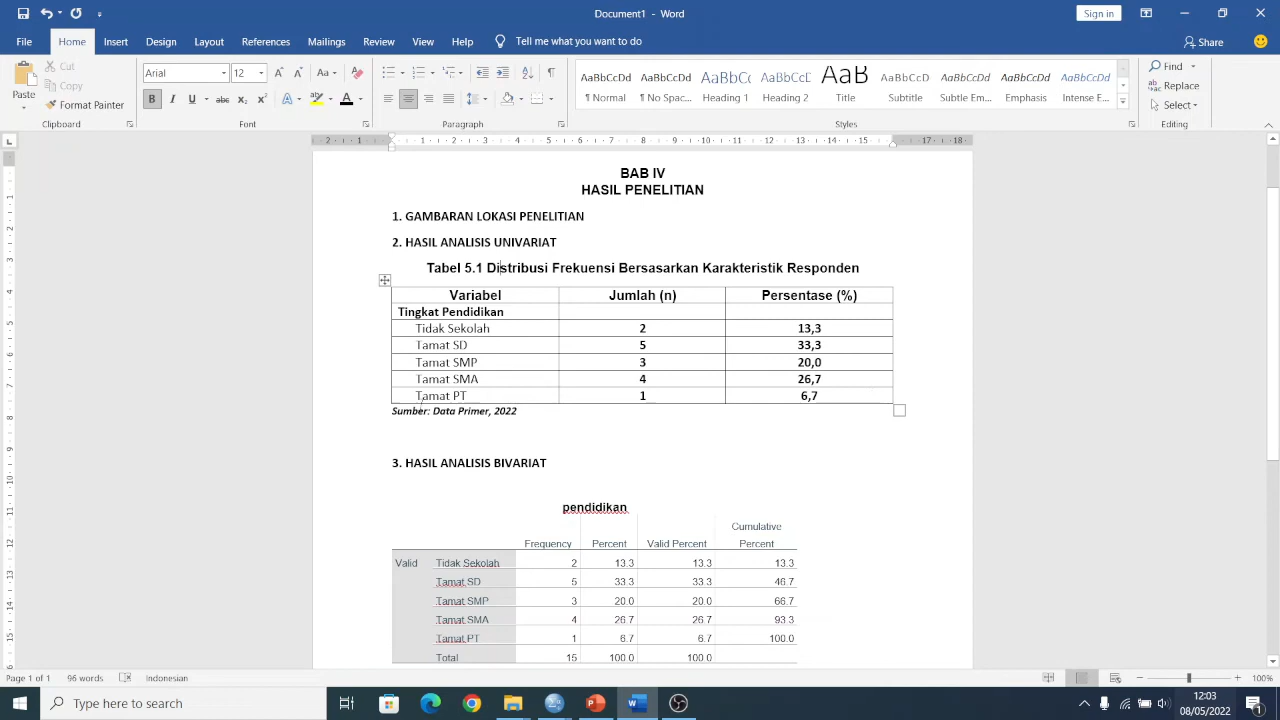 Document1 - Word
Sign in
File Home Insert Design Layout References Mailings Review View Help Tell me what you want to do Share
Cut
Copy
Format Painter
Paste
Clipboard
Arial 12
Font
Paragraph
AaBbCcDd AaBbCcDd AaBbCc AaBbCcC AaB AaBbCcD AaBbCcDd AaBbCcDd AaBbCcDd
¶ Normal ¶ No Spac... Heading 1 Heading 2 Title Subtitle Subtle Em... Emphasis Intense E...
Styles
Find
Replace
Select
Editing
BAB IV
HASIL PENELITIAN
1. GAMBARAN LOKASI PENELITIAN
2. HASIL ANALISIS UNIVARIAT
Tabel 5.1 Distribusi Frekuensi Bersasarkan Karakteristik Responden
Variabel Jumlah (n) Persentase (%)
Tingkat Pendidikan
Tidak Sekolah 2 13,3
Tamat SD 5 33,3
Tamat SMP 3 20,0
Tamat SMA 4 26,7
Tamat PT 1 6,7
Sumber: Data Primer, 2022
3. HASIL ANALISIS BIVARIAT
pendidikan
Frequency Percent Valid Percent Cumulative Percent
Valid Tidak Sekolah 2 13.3 13.3 13.3
Tamat SD 5 33.3 33.3 46.7
Tamat SMP 3 20.0 20.0 66.7
Tamat SMA 4 26.7 26.7 93.3
Tamat PT 1 6.7 6.7 100.0
Total 15 100.0 100.0
Page 1 of 1 96 words Indonesian 100%
Type here to search
12:03
08/05/2022